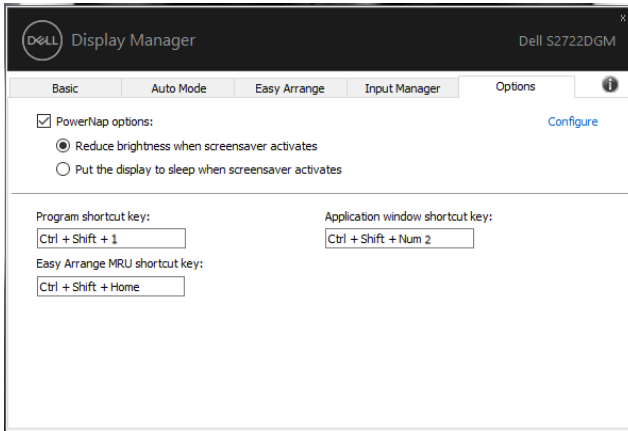 x
DELL Display Manager
Dell S2722DGM
Basic
Auto Mode
Easy Arrange
Input Manager
Options
i
PowerNap options:
Configure
Reduce brightness when screensaver activates
Put the display to sleep when screensaver activates
Program shortcut key:
Application window shortcut key:
Ctrl + Shift + 1
Ctrl + Shift + Num 2
Easy Arrange MRU shortcut key:
Ctrl + Shift + Home